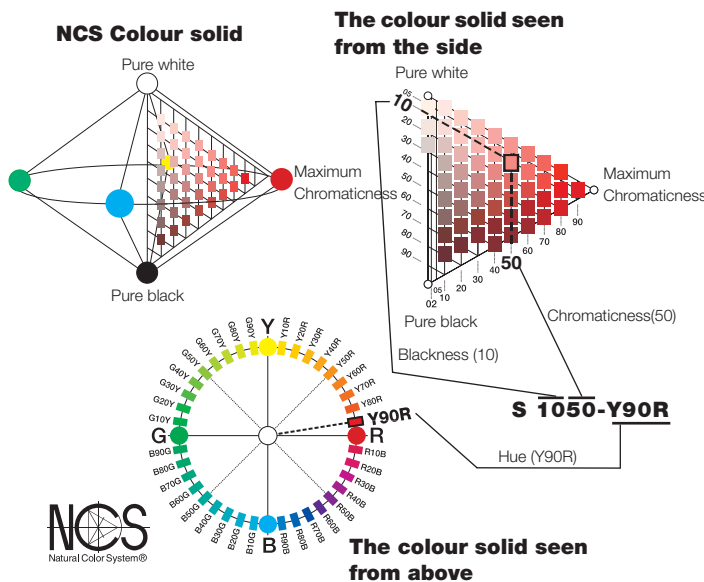 NCS Colour solid
Pure white
Maximum
Chromaticness
Pure black
The colour solid seen
from the side
Pure white
05
10
20
30
40
50
60
70
80
90
Maximum
Chromaticness
02
05
10
20
30
40
50
60
70
80
90
Pure black
Blackness (10)
Chromaticness(50)
S 1050-Y90R
Hue (Y90R)
Y
Y10R
Y20R
Y30R
Y40R
Y50R
Y60R
Y70R
Y80R
Y90R
R
R10B
R20B
R30B
R40B
R50B
R60B
R70B
R80B
R90B
B
B10G
B20G
B30G
B40G
B50G
B60G
B70G
B80G
B90G
G
G10Y
G20Y
G30Y
G40Y
G50Y
G60Y
G70Y
G80Y
G90Y
NCS
Natural Color System®
The colour solid seen
from above